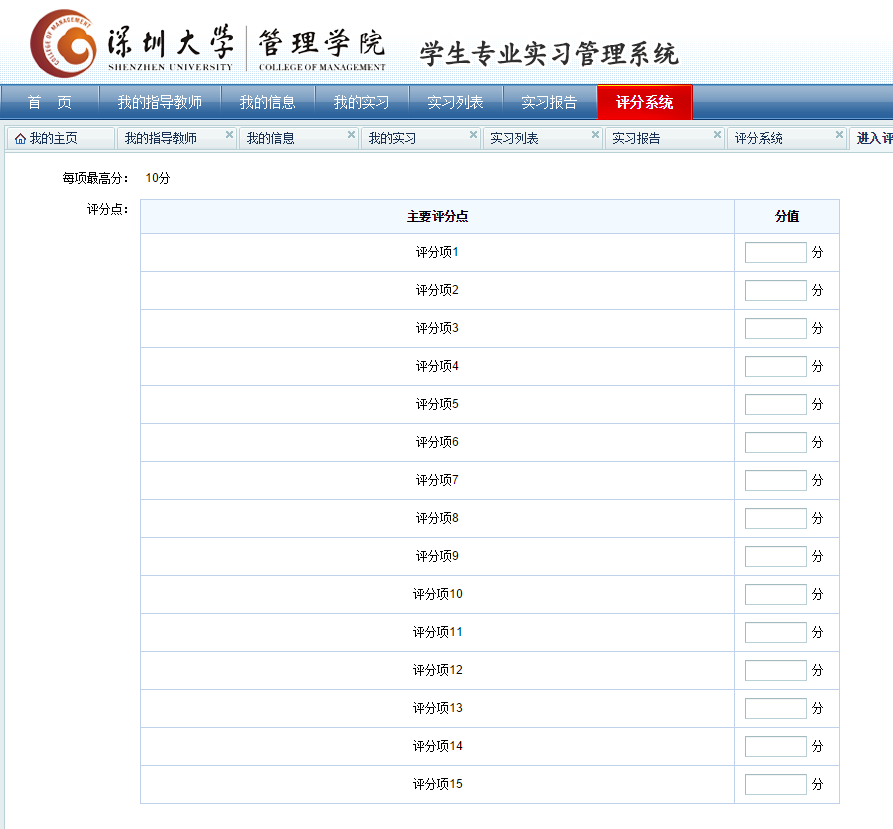 COLLEGE OF MANAGEMENT
深圳大学 管理学院
SHENZHEN UNIVERSITY COLLEGE OF MANAGEMENT
学生专业实习管理系统
首 页 我的指导教师 我的信息 我的实习 实习列表 实习报告 评分系统
我的主页 我的指导教师 我的信息 我的实习 实习列表 实习报告 评分系统 进入评
每项最高分: 10分
评分点:
主要评分点 分值
评分项1 分
评分项2 分
评分项3 分
评分项4 分
评分项5 分
评分项6 分
评分项7 分
评分项8 分
评分项9 分
评分项10 分
评分项11 分
评分项12 分
评分项13 分
评分项14 分
评分项15 分